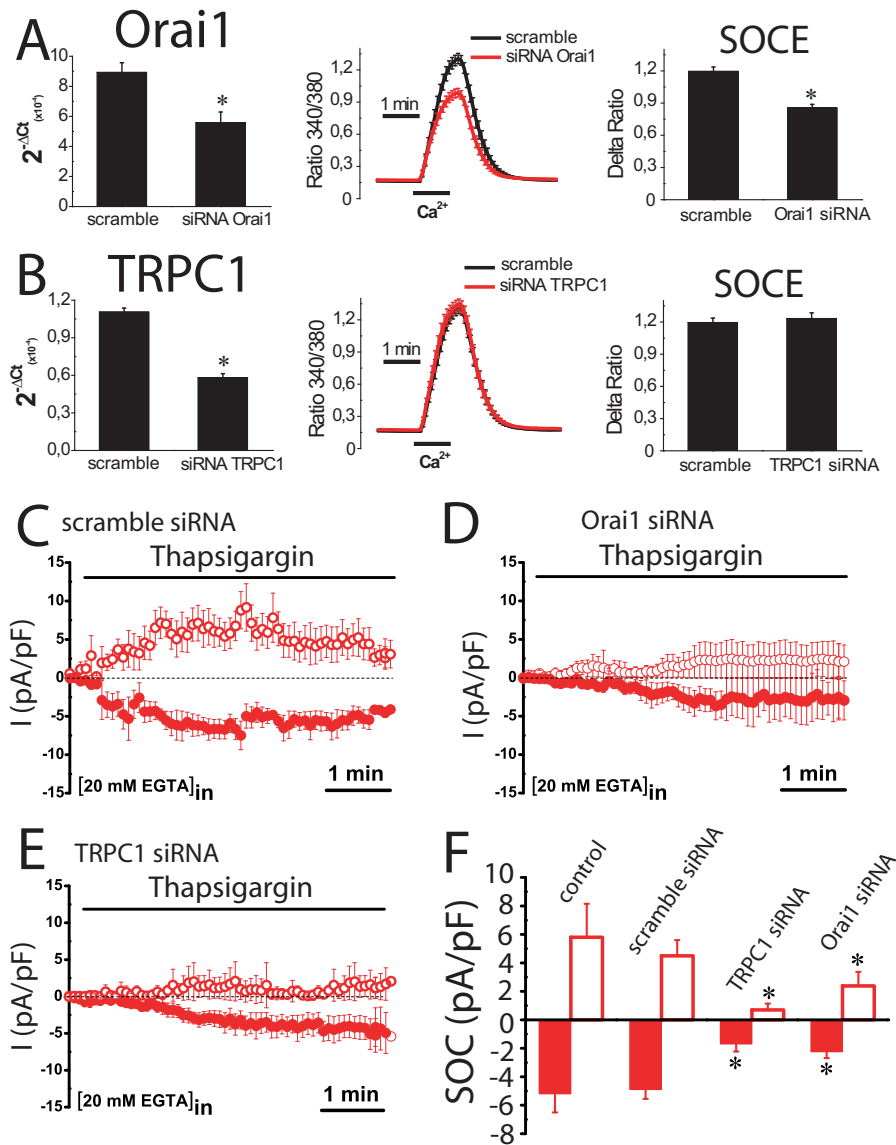 A
Orai1
10
8
6
4
2
0
2-ΔCt (x10-4)
*
scramble
siRNA Orai1
scramble
siRNA Orai1
1,2
0,9
0,6
0,3
0
Ratio 340/380
1 min
Ca2+
SOCE
1,2
0,9
0,6
0,3
0
Delta Ratio
*
scramble
Orai1 siRNA
B
TRPC1
1,2
0,9
0,6
0,3
0,0
*
scramble
siRNA TRPC1
scramble
siRNA TRPC1
1,2
0,9
0,6
0,3
0
Ratio 340/380
1 min
Ca2+
SOCE
1,2
0,9
0,6
0,3
0
Delta Ratio
scramble
TRPC1 siRNA
C
scramble siRNA
Thapsigargin
15
10
5
0
-5
-10
-15
I (pA/pF)
[20 mM EGTA]in
1 min
D
Orai1 siRNA
Thapsigargin
15
10
5
0
-5
-10
-15
I (pA/pF)
[20 mM EGTA]in
1 min
E
TRPC1 siRNA
Thapsigargin
15
10
5
0
-5
-10
-15
I (pA/pF)
[20 mM EGTA]in
1 min
F
8
6
4
2
0
-2
-4
-6
-8
SOC (pA/pF)
control
scramble siRNA
TRPC1 siRNA
Orai1 siRNA
*
*
*
*